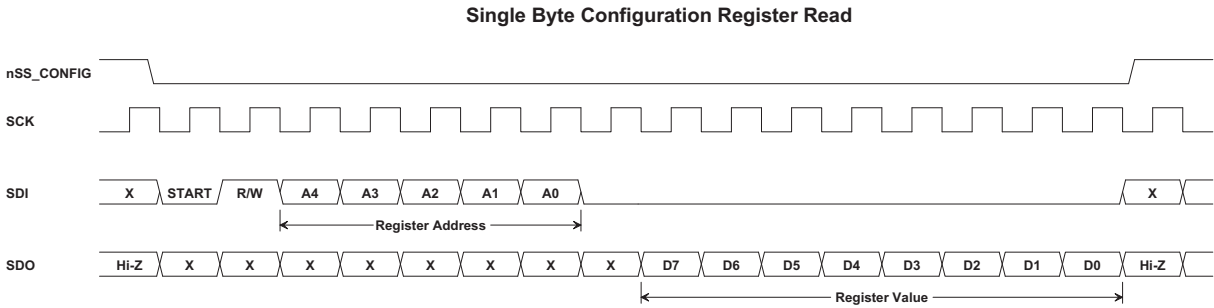 Single Byte Configuration Register Read
nSS_CONFIG
SCK
SDI X START R/W A4 A3 A2 A1 A0 X
Register Address
SDO Hi-Z X X X X X X X X D7 D6 D5 D4 D3 D2 D1 D0 Hi-Z
Register Value